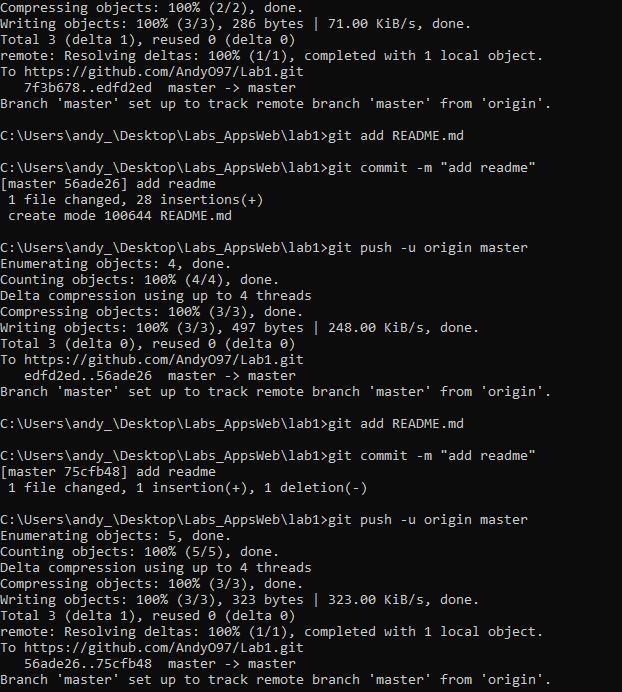 Compressing objects: 100% (2/2), done.
Writing objects: 100% (3/3), 286 bytes | 71.00 KiB/s, done.
Total 3 (delta 1), reused 0 (delta 0)
remote: Resolving deltas: 100% (1/1), completed with 1 local object.
To https://github.com/AndyO97/Lab1.git
   7f3b678..edfd2ed  master -> master
Branch 'master' set up to track remote branch 'master' from 'origin'.

C:\Users\andy_\Desktop\Labs_AppsWeb\lab1>git add README.md

C:\Users\andy_\Desktop\Labs_AppsWeb\lab1>git commit -m "add readme"
[master 56ade26] add readme
 1 file changed, 28 insertions(+)
 create mode 100644 README.md

C:\Users\andy_\Desktop\Labs_AppsWeb\lab1>git push -u origin master
Enumerating objects: 4, done.
Counting objects: 100% (4/4), done.
Delta compression using up to 4 threads
Compressing objects: 100% (3/3), done.
Writing objects: 100% (3/3), 497 bytes | 248.00 KiB/s, done.
Total 3 (delta 0), reused 0 (delta 0)
To https://github.com/AndyO97/Lab1.git
   edfd2ed..56ade26  master -> master
Branch 'master' set up to track remote branch 'master' from 'origin'.

C:\Users\andy_\Desktop\Labs_AppsWeb\lab1>git add README.md

C:\Users\andy_\Desktop\Labs_AppsWeb\lab1>git commit -m "add readme"
[master 75cfb48] add readme
 1 file changed, 1 insertion(+), 1 deletion(-)

C:\Users\andy_\Desktop\Labs_AppsWeb\lab1>git push -u origin master
Enumerating objects: 5, done.
Counting objects: 100% (5/5), done.
Delta compression using up to 4 threads
Compressing objects: 100% (3/3), done.
Writing objects: 100% (3/3), 323 bytes | 323.00 KiB/s, done.
Total 3 (delta 1), reused 0 (delta 0)
remote: Resolving deltas: 100% (1/1), completed with 1 local object.
To https://github.com/AndyO97/Lab1.git
   56ade26..75cfb48  master -> master
Branch 'master' set up to track remote branch 'master' from 'origin'.